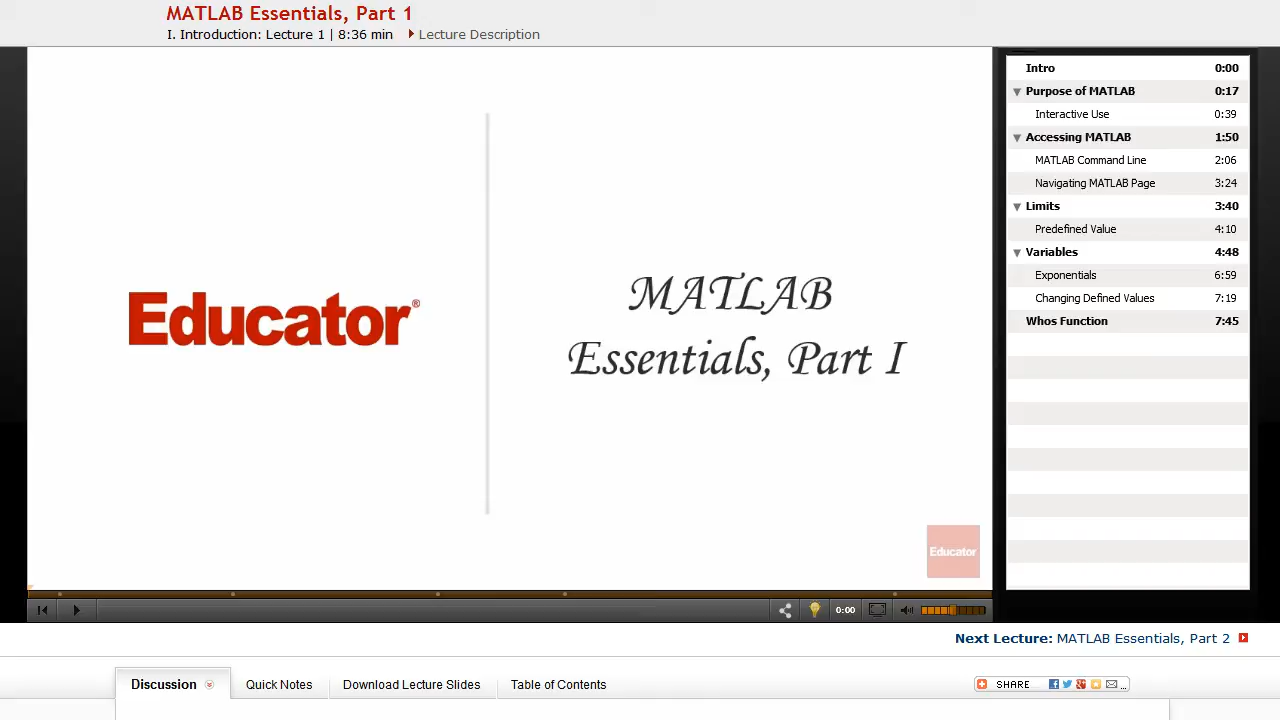 MATLAB Essentials, Part 1
I. Introduction: Lecture 1 | 8:36 min
Lecture Description
Educator®
MATLAB
Essentials, Part I
Educator
Intro 0:00
Purpose of MATLAB 0:17
Interactive Use 0:39
Accessing MATLAB 1:50
MATLAB Command Line 2:06
Navigating MATLAB Page 3:24
Limits 3:40
Predefined Value 4:10
Variables 4:48
Exponentials 6:59
Changing Defined Values 7:19
Whos Function 7:45
0:00
Next Lecture: MATLAB Essentials, Part 2
Discussion
Quick Notes
Download Lecture Slides
Table of Contents
SHARE
...